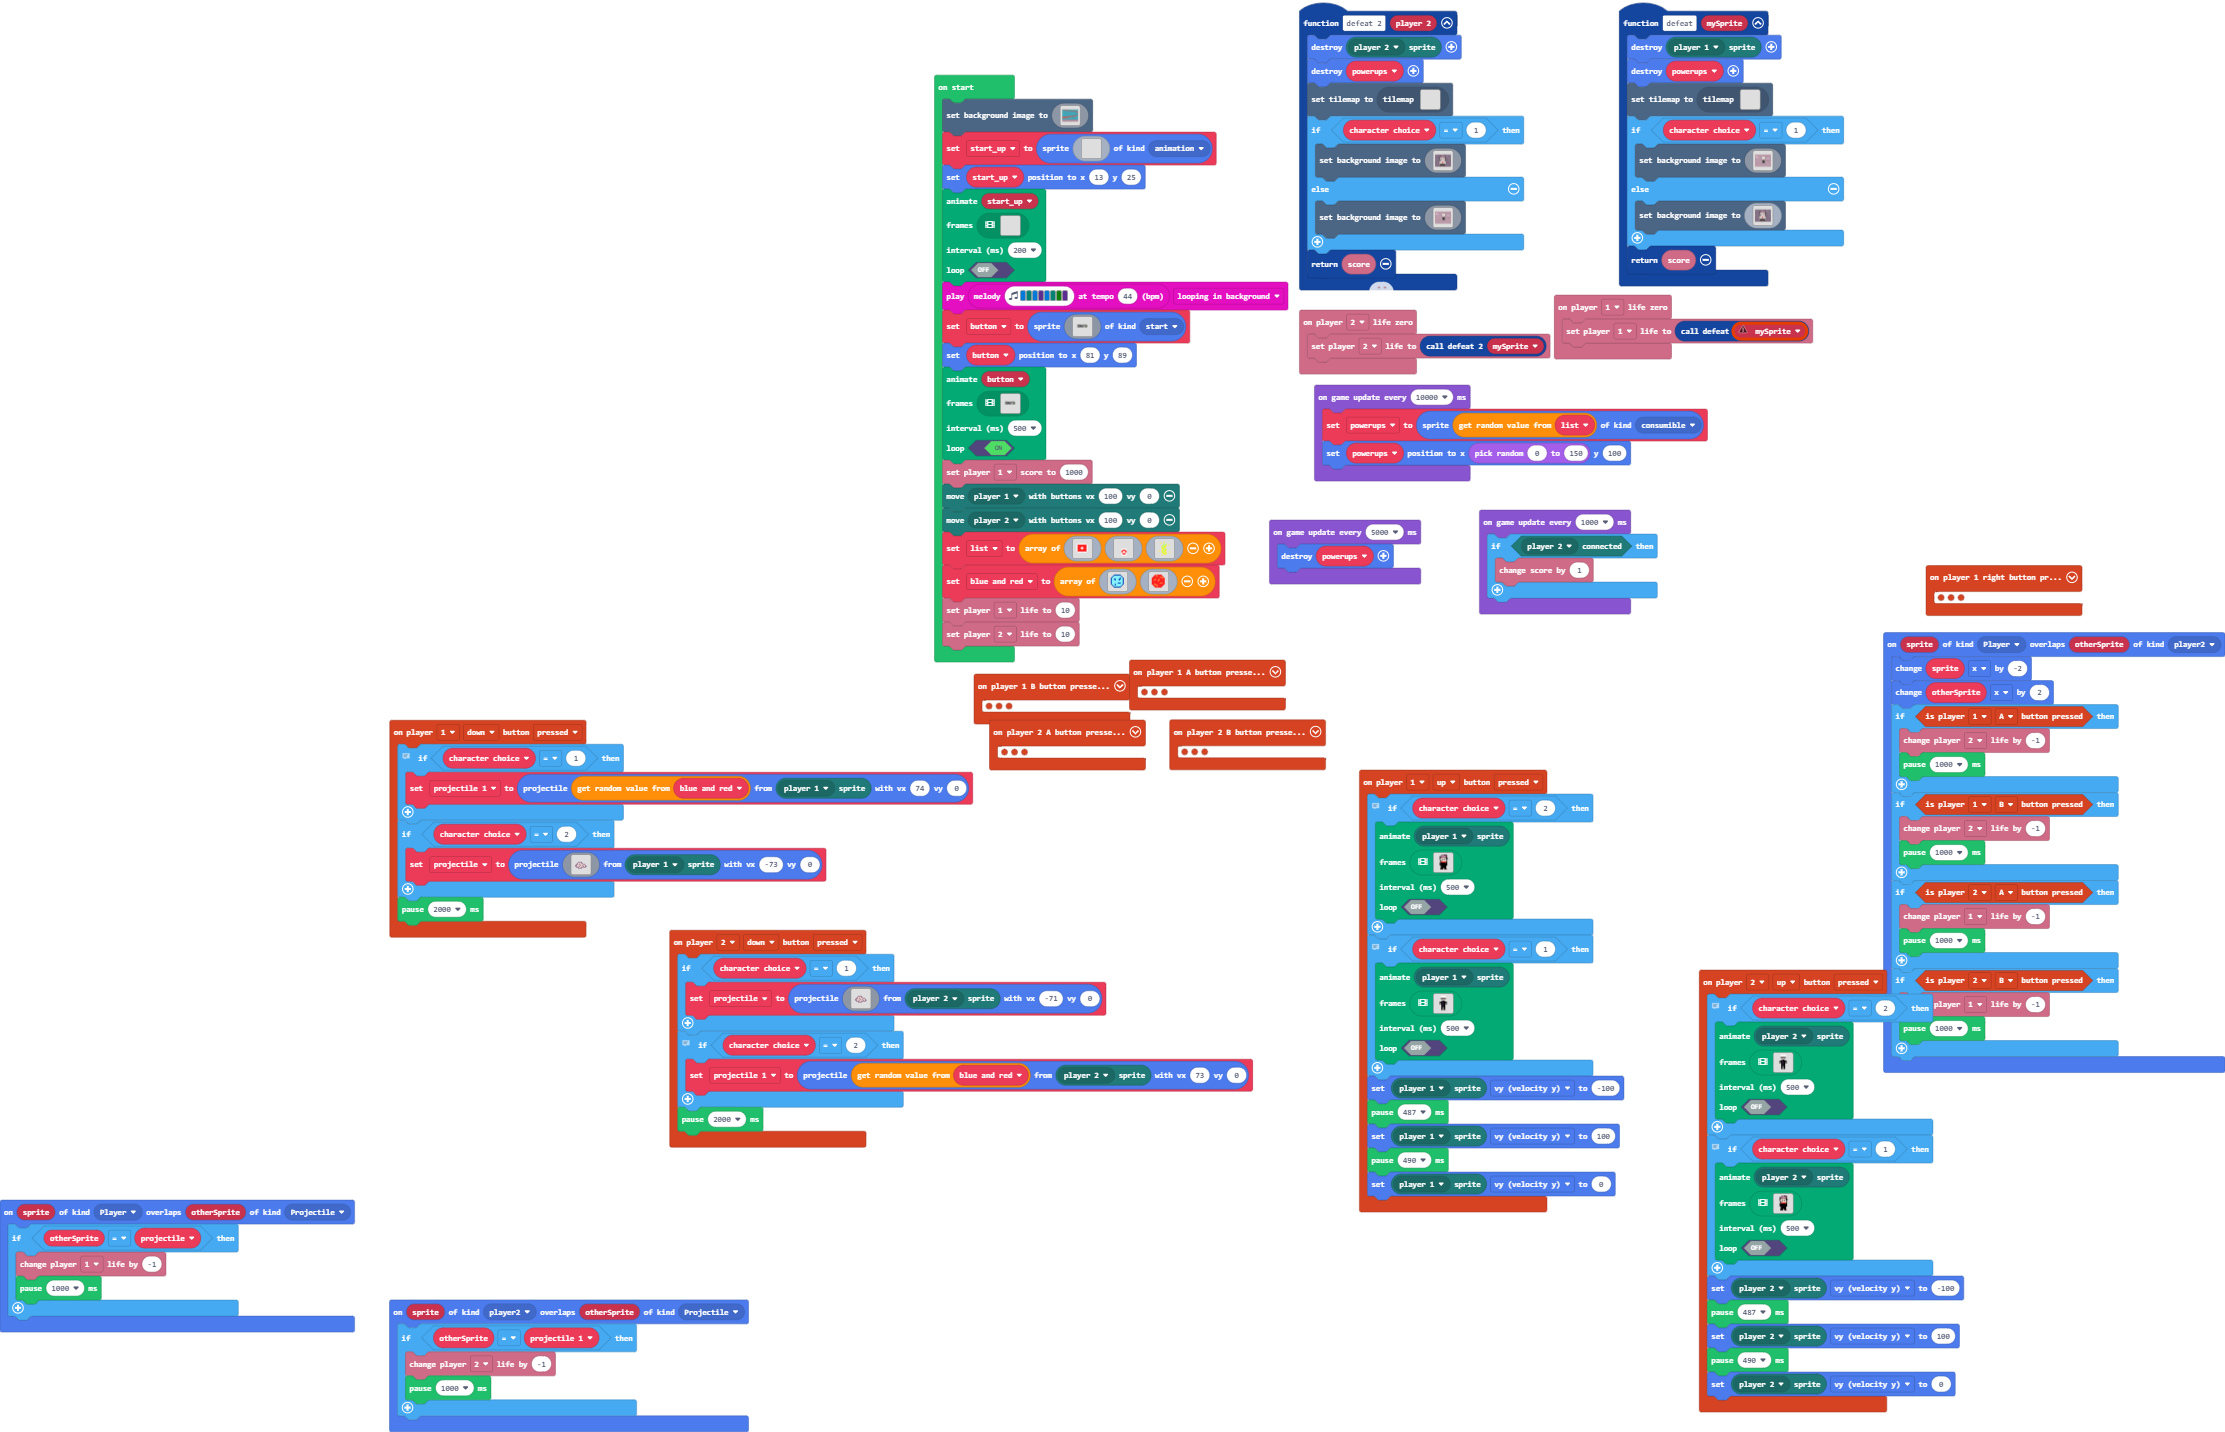 function defeat 2 player 2
destroy player 2 sprite
destroy powerups
set tilemap to tilemap
if character choice = 1 then
set background image to
else
set background image to
return score
function defeat mySprite
destroy player 1 sprite
destroy powerups
set tilemap to tilemap
if character choice = 1 then
set background image to
else
set background image to
return score
on start
set background image to
set start_up to sprite of kind animation
set start_up position to x 13 y 25
animate start_up
frames
interval (ms) 200
loop OFF
play melody at tempo 44 (bpm) looping in background
set button to sprite of kind start
set button position to x 81 y 89
animate button
frames
interval (ms) 500
loop ON
set player 1 score to 1000
move player 1 with buttons vx 100 vy 0
move player 2 with buttons vx 100 vy 0
set list to array of
set blue and red to array of
set player 1 life to 10
set player 2 life to 10
on player 2 life zero
set player 2 life to call defeat 2 mySprite
on player 1 life zero
set player 1 life to call defeat mySprite
on game update every 10000 ms
set powerups to sprite get random value from list of kind consumible
set powerups position to x pick random 0 to 150 y 100
on game update every 5000 ms
destroy powerups
on game update every 1000 ms
if player 2 connected then
change score by 1
on player 1 right button pr...
on sprite of kind Player overlaps otherSprite of kind player2
change sprite x by -2
change otherSprite x by 2
if is player 1 A button pressed then
change player 2 life by -1
pause 1000 ms
if is player 1 B button pressed then
change player 2 life by -1
pause 1000 ms
if is player 2 A button pressed then
change player 1 life by -1
pause 1000 ms
if is player 2 B button pressed then
player 1 life by -1
pause 1000 ms
on player 1 B button presse...
on player 1 A button presse...
on player 2 A button presse...
on player 2 B button presse...
on player 1 down button pressed
if character choice = 1 then
set projectile 1 to projectile get random value from blue and red from player 1 sprite with vx 74 vy 0
if character choice = 2 then
set projectile to projectile from player 1 sprite with vx -73 vy 0
pause 2000 ms
on player 2 down button pressed
if character choice = 1 then
set projectile to projectile from player 2 sprite with vx -71 vy 0
if character choice = 2 then
set projectile 1 to projectile get random value from blue and red from player 2 sprite with vx 73 vy 0
pause 2000 ms
on player 1 up button pressed
if character choice = 2 then
animate player 1 sprite
frames
interval (ms) 500
loop OFF
if character choice = 1 then
animate player 1 sprite
frames
interval (ms) 500
loop OFF
set player 1 sprite vy (velocity y) to -100
pause 487 ms
set player 1 sprite vy (velocity y) to 100
pause 490 ms
set player 1 sprite vy (velocity y) to 0
on player 2 up button pressed
if character choice = 2 then
animate player 2 sprite
frames
interval (ms) 500
loop OFF
if character choice = 1 then
animate player 2 sprite
frames
interval (ms) 500
loop OFF
set player 2 sprite vy (velocity y) to -100
pause 487 ms
set player 2 sprite vy (velocity y) to 100
pause 490 ms
set player 2 sprite vy (velocity y) to 0
on sprite of kind Player overlaps otherSprite of kind Projectile
if otherSprite = projectile then
change player 1 life by -1
pause 1000 ms
on sprite of kind player2 overlaps otherSprite of kind Projectile
if otherSprite = projectile 1 then
change player 2 life by -1
pause 1000 ms